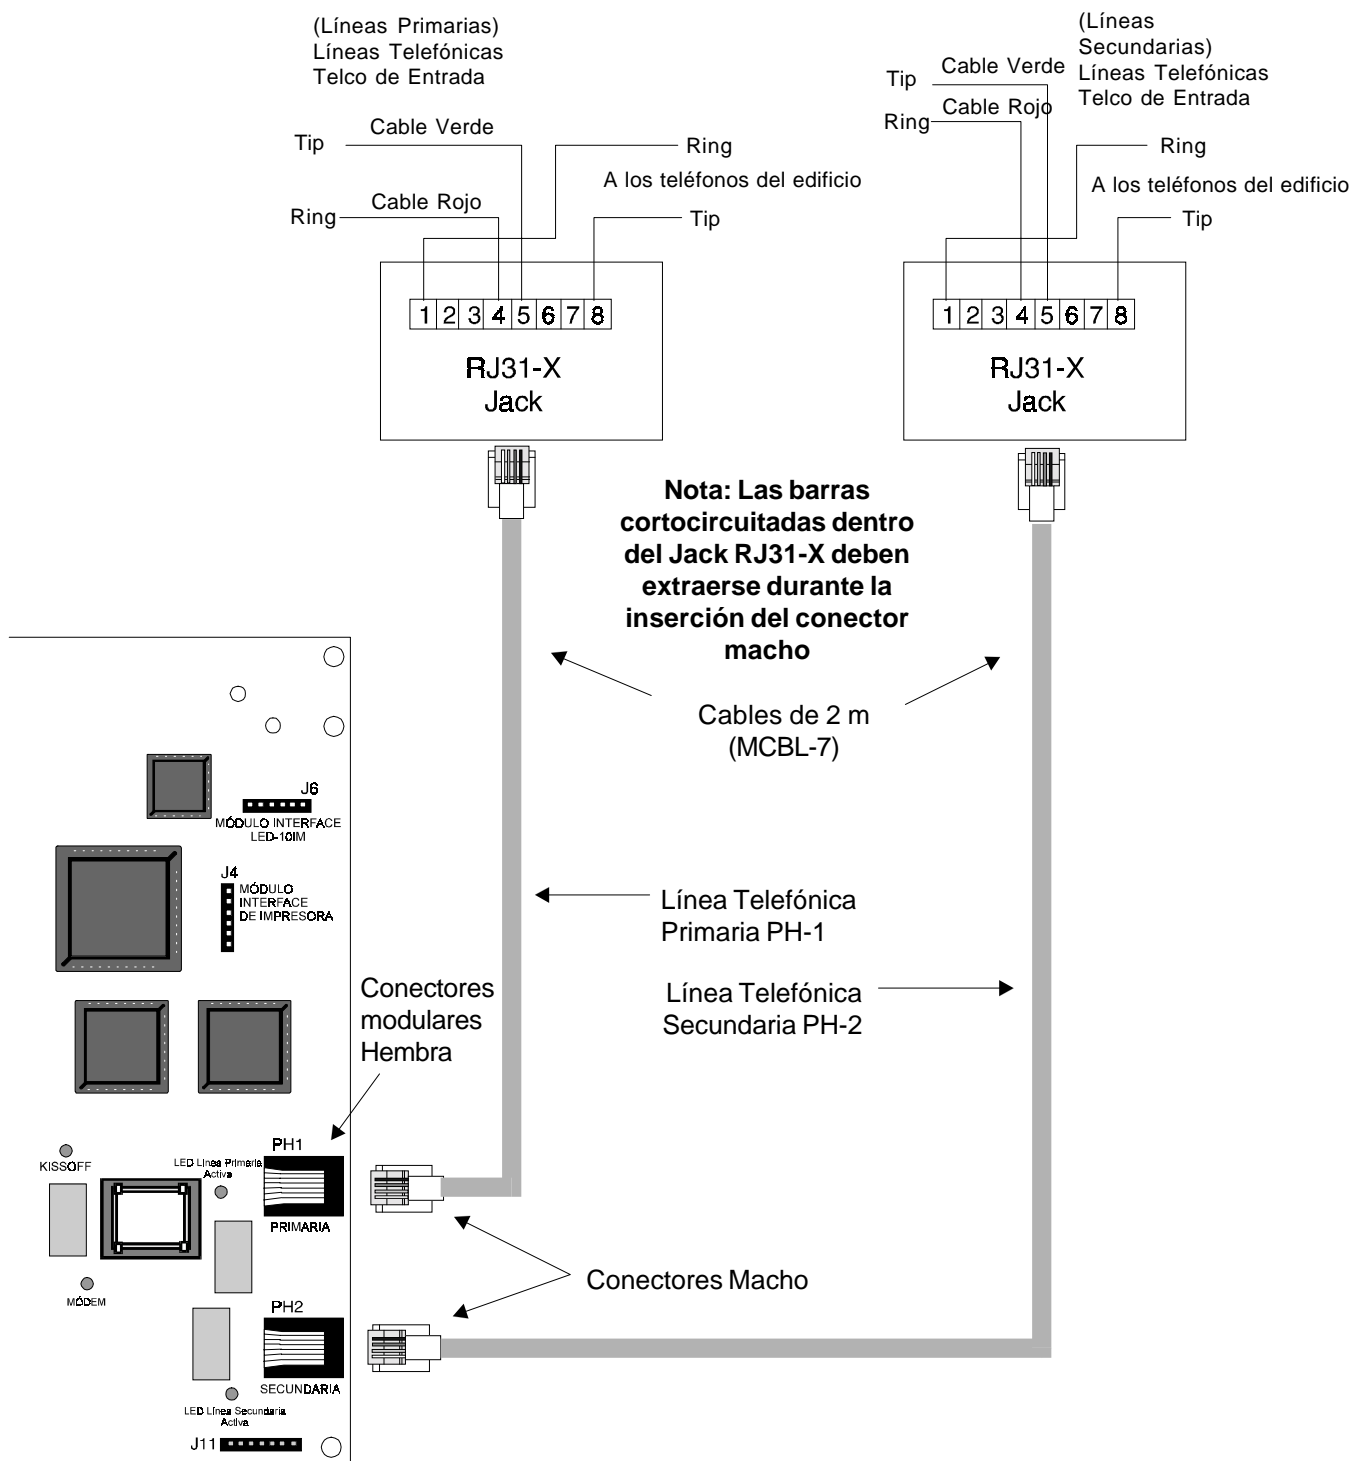 (Líneas Primarias)
Líneas Telefónicas
Telco de Entrada
(Líneas
Secundarias)
Líneas Telefónicas
Telco de Entrada
Tip
Cable Verde
Ring
Cable Rojo
Ring
A los teléfonos del edificio
Tip
Tip
Cable Verde
Ring
Cable Rojo
Ring
A los teléfonos del edificio
Tip
1 2 3 4 5 6 7 8
RJ31-X
Jack
1 2 3 4 5 6 7 8
RJ31-X
Jack
Nota: Las barras
cortocircuitadas dentro
del Jack RJ31-X deben
extraerse durante la
inserción del conector
macho
Cables de 2 m
(MCBL-7)
J6
MÓDULO INTERFACE
LED-10IM
J4
MÓDULO
INTERFACE
DE IMPRESORA
Línea Telefónica
Primaria PH-1
Línea Telefónica
Secundaria PH-2
Conectores
modulares
Hembra
PH1
KISSOFF
LED Línea Primaria
Activa
PRIMARIA
Conectores Macho
MÓDEM
PH2
SECUNDARIA
LED Línea Secundaria
Activa
J11